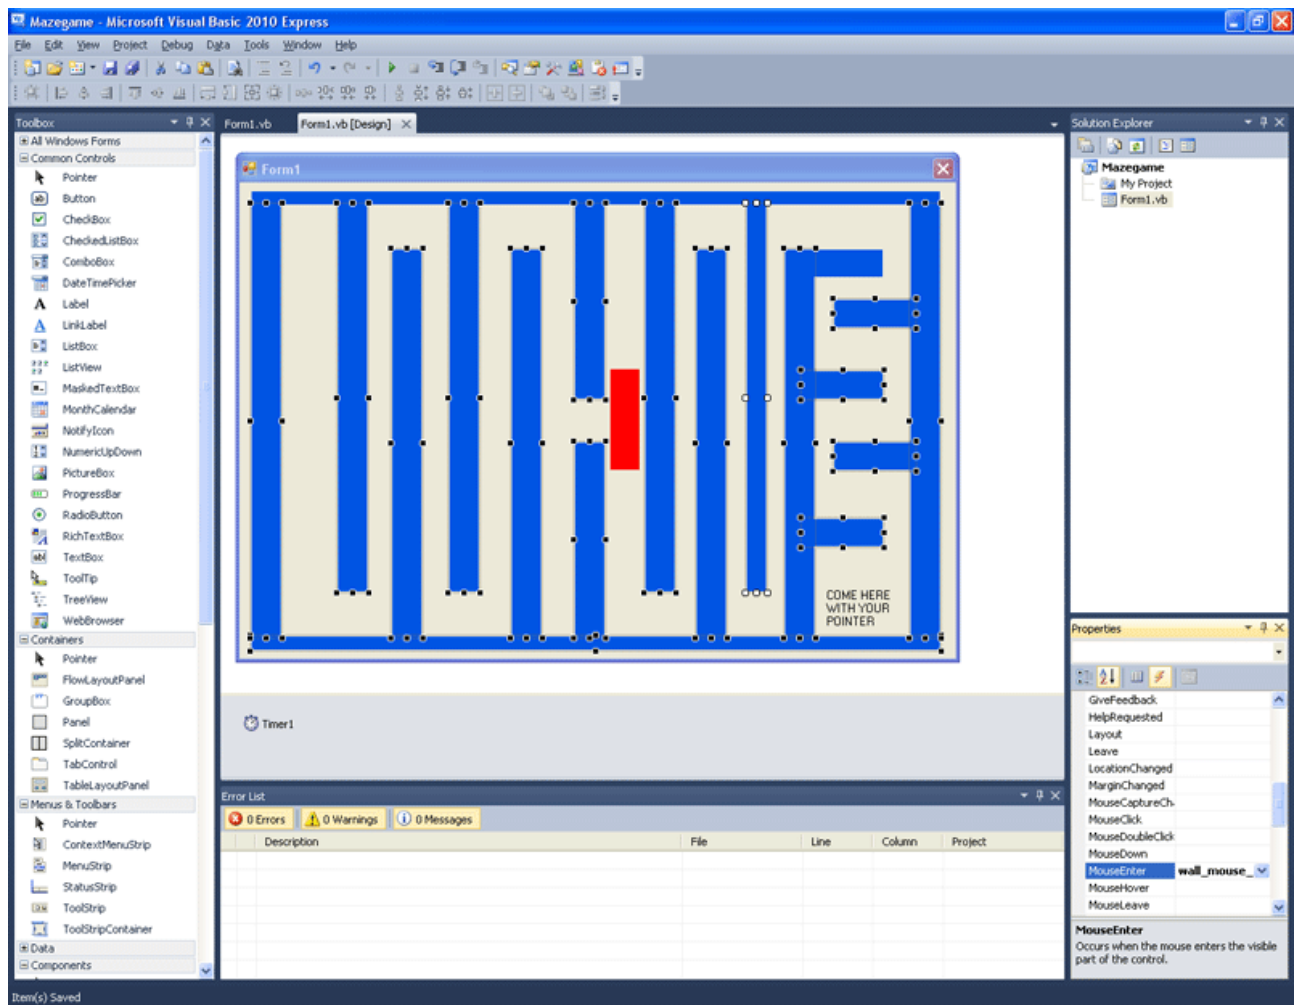 Mazegame - Microsoft Visual Basic 2010 Express
File Edit View Project Debug Data Tools Window Help
Toolbox
All Windows Forms
Common Controls
Pointer
Button
CheckBox
CheckedListBox
ComboBox
DateTimePicker
Label
LinkLabel
ListBox
ListView
MaskedTextBox
MonthCalendar
NotifyIcon
NumericUpDown
PictureBox
ProgressBar
RadioButton
RichTextBox
TextBox
ToolTip
TreeView
WebBrowser
Containers
Pointer
FlowLayoutPanel
GroupBox
Panel
SplitContainer
TabControl
TableLayoutPanel
Menus & Toolbars
Pointer
ContextMenuStrip
MenuStrip
StatusStrip
ToolStrip
ToolStripContainer
Data
Components
Form1.vb Form1.vb [Design]
Form1
COME HERE
WITH YOUR
POINTER
Timer1
Error List
0 Errors 0 Warnings 0 Messages
Description File Line Column Project
Solution Explorer
Mazegame
My Project
Form1.vb
Properties
GiveFeedback
HelpRequested
Layout
Leave
LocationChanged
MarginChanged
MouseCaptureCh
MouseClick
MouseDoubleClick
MouseDown
MouseEnter wall_mouse_
MouseHover
MouseLeave
MouseEnter
Occurs when the mouse enters the visible
part of the control.
Item(s) Saved